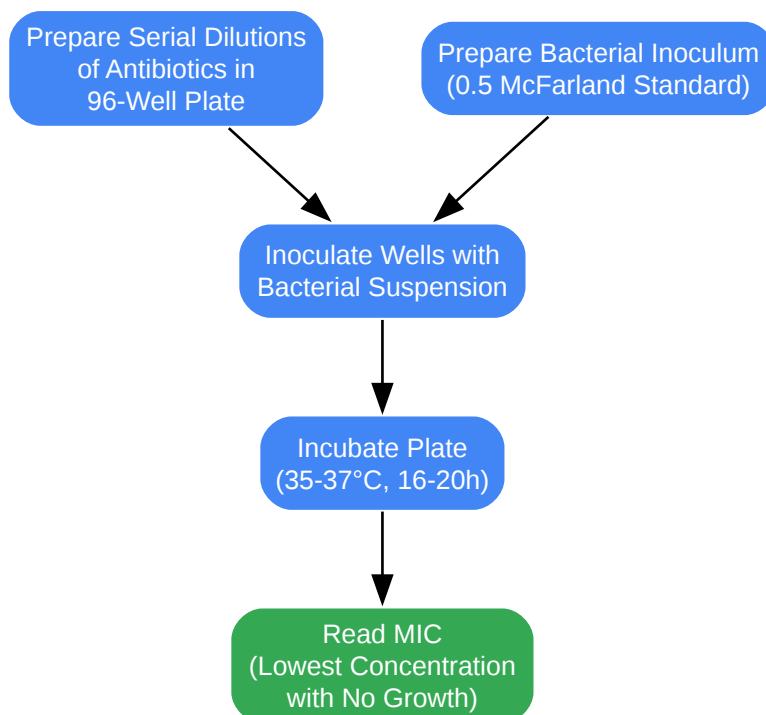 Prepare Serial Dilutions
of Antibiotics in
96-Well Plate
Prepare Bacterial Inoculum
(0.5 McFarland Standard)
Inoculate Wells with
Bacterial Suspension
Incubate Plate
(35-37°C, 16-20h)
Read MIC
(Lowest Concentration
with No Growth)